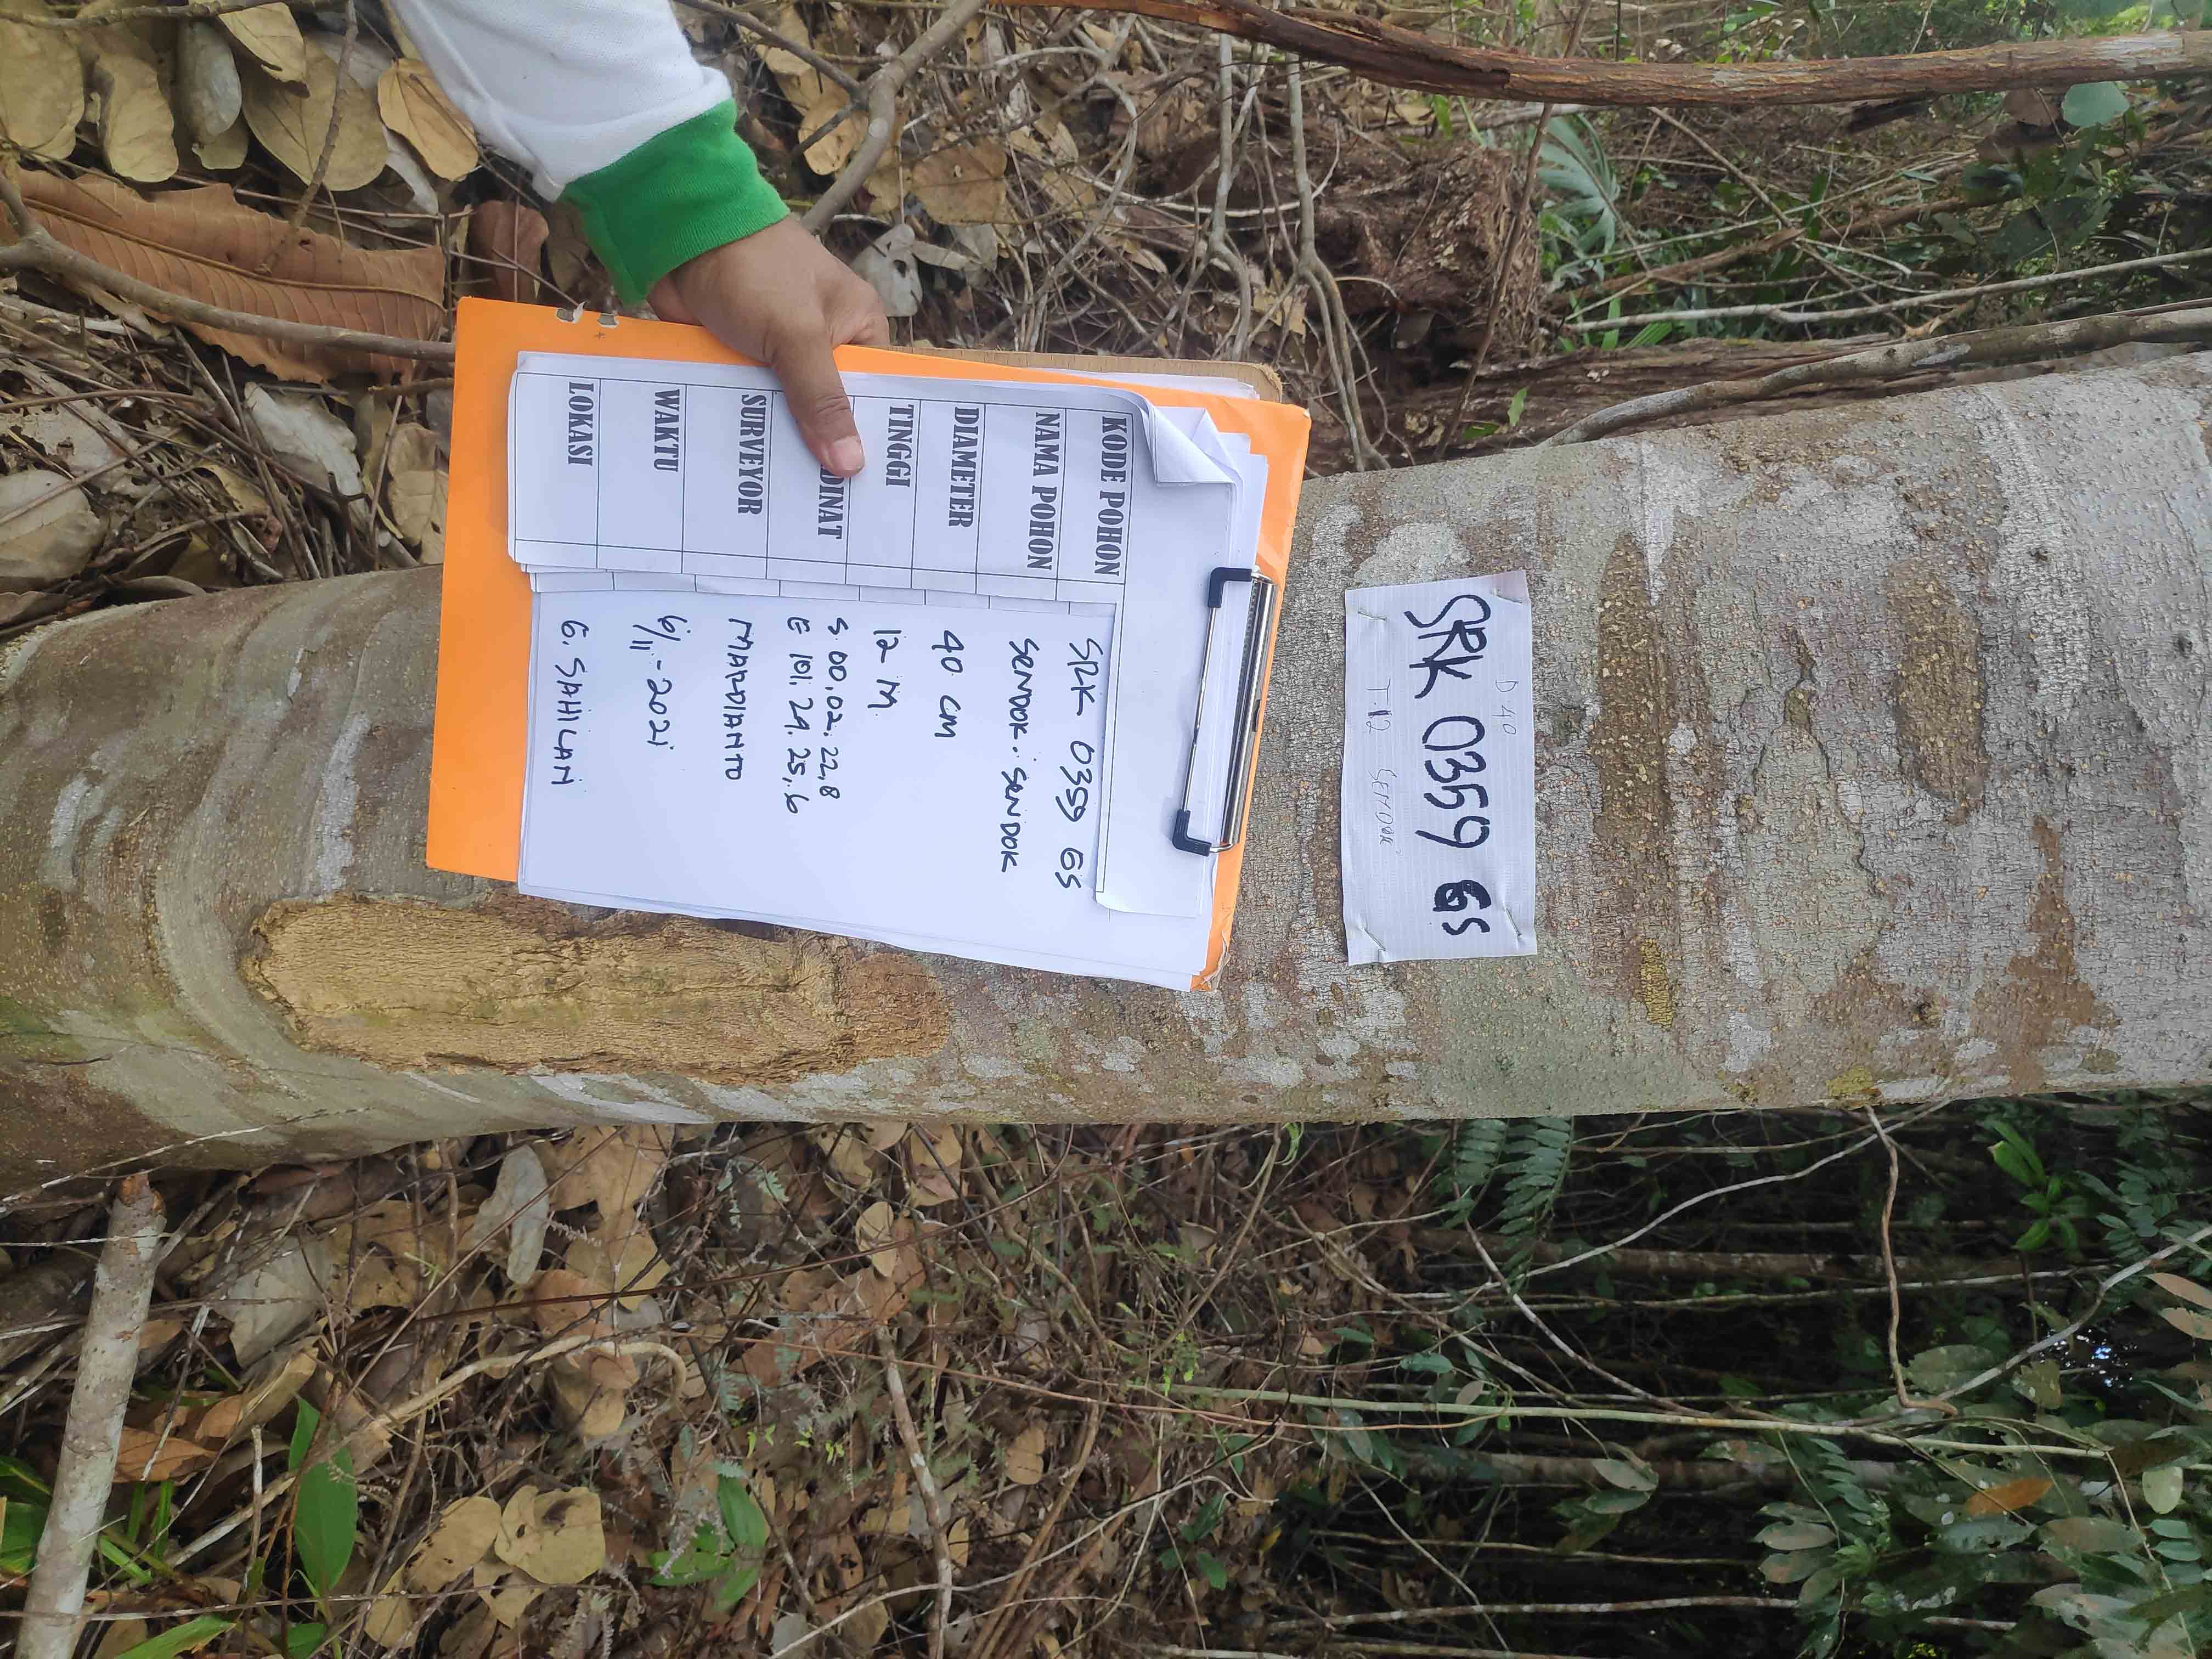 D 40
SRK 0359 GS
T.12 SENDOK
KODE POHON SRK 0359 GS
NAMA POHON SENDOK. SENDOK
DIAMETER 40 CM
TINGGI 12 M
DINAT S 00.02.22,8
E 101. 29. 25,6
SURVEYOR MARDIANTO
WAKTU 6/11-2021
LOKASI G. SAHILAN